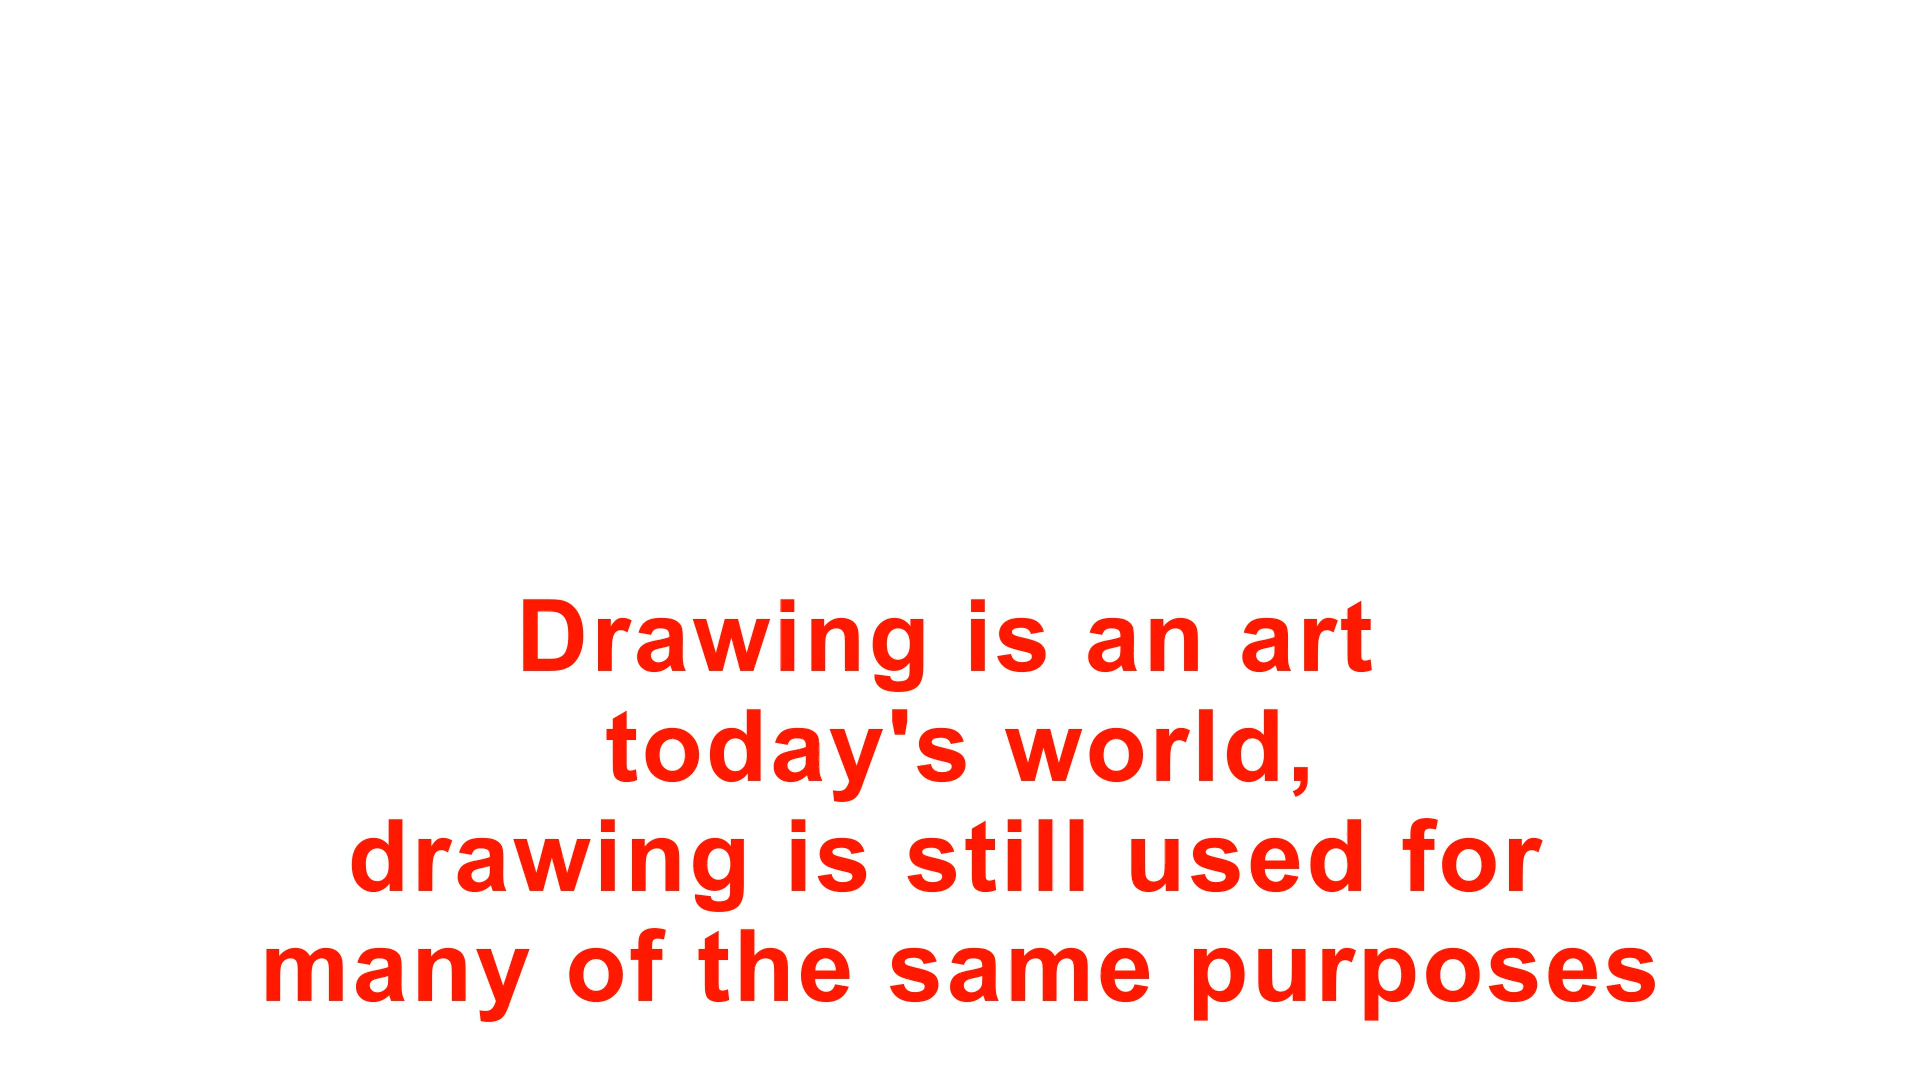 Drawing is an art
today's world,
drawing is still used for
many of the same purposes